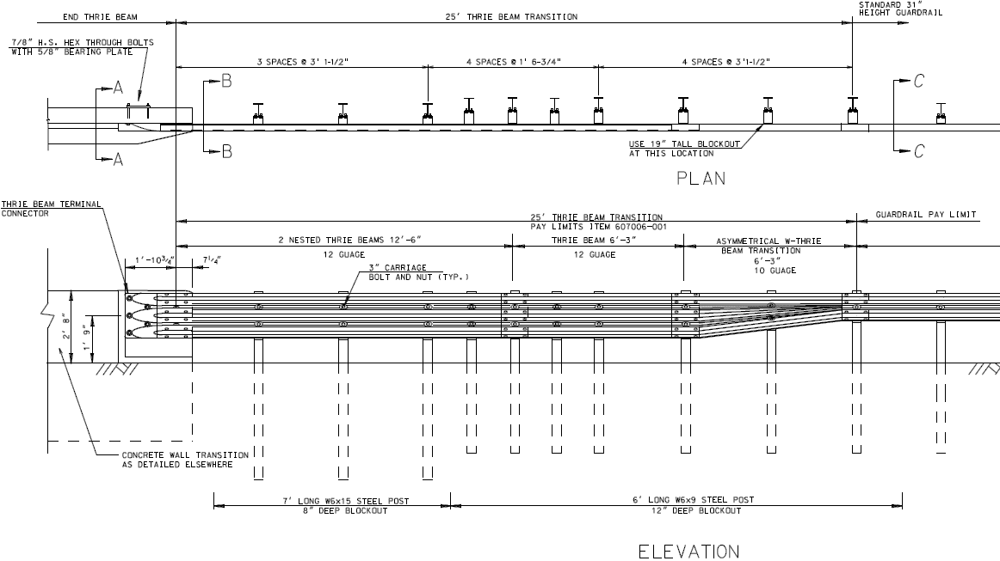 STANDARD 31"
HEIGHT GUARDRAIL
END THRIE BEAM
25' THRIE BEAM TRANSITION
7/8" H.S. HEX THROUGH BOLTS
WITH 5/8" BEARING PLATE
3 SPACES @ 3' 1-1/2"
4 SPACES @ 1' 6-3/4"
4 SPACES @ 3'1-1/2"
A
B
C
A
B
C
USE 19" TALL BLOCKOUT
AT THIS LOCATION
PLAN
THRIE BEAM TERMINAL
CONNECTOR
25' THRIE BEAM TRANSITION
PAY LIMITS ITEM 607006-001
GUARDRAIL PAY LIMIT
2 NESTED THRIE BEAMS 12'-6"
12 GUAGE
THRIE BEAM 6'-3"
12 GUAGE
ASYMMETRICAL W-THRIE
BEAM TRANSITION
6'-3"
10 GUAGE
1'-10¾"
7¼"
3" CARRIAGE
BOLT AND NUT (TYP.)
2' 8"
1' 9"
CONCRETE WALL TRANSITION
AS DETAILED ELSEWHERE
7' LONG W6x15 STEEL POST
8" DEEP BLOCKOUT
6' LONG W6x9 STEEL POST
12" DEEP BLOCKOUT
ELEVATION